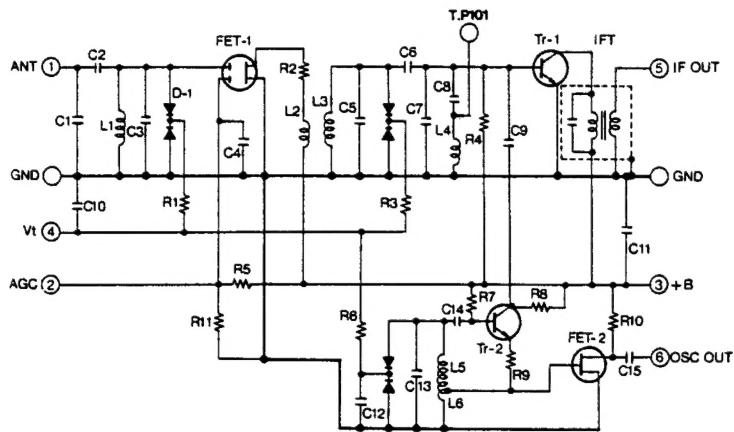 T.P101
FET-1
Tr-1
IFT
ANT 1
C2
R2
C6
5 IF OUT
D-1
L3
C8
C1
L1
C3
L2
C5
C7
L4
R4
C9
C4
GND
GND
C10
R1
R3
Vt 4
C11
AGC 2
R5
3 +B
R7
R8
R11
R6
C14
R10
Tr-2
FET-2
L5
R9
6 OSC OUT
C13
C15
C12
L6